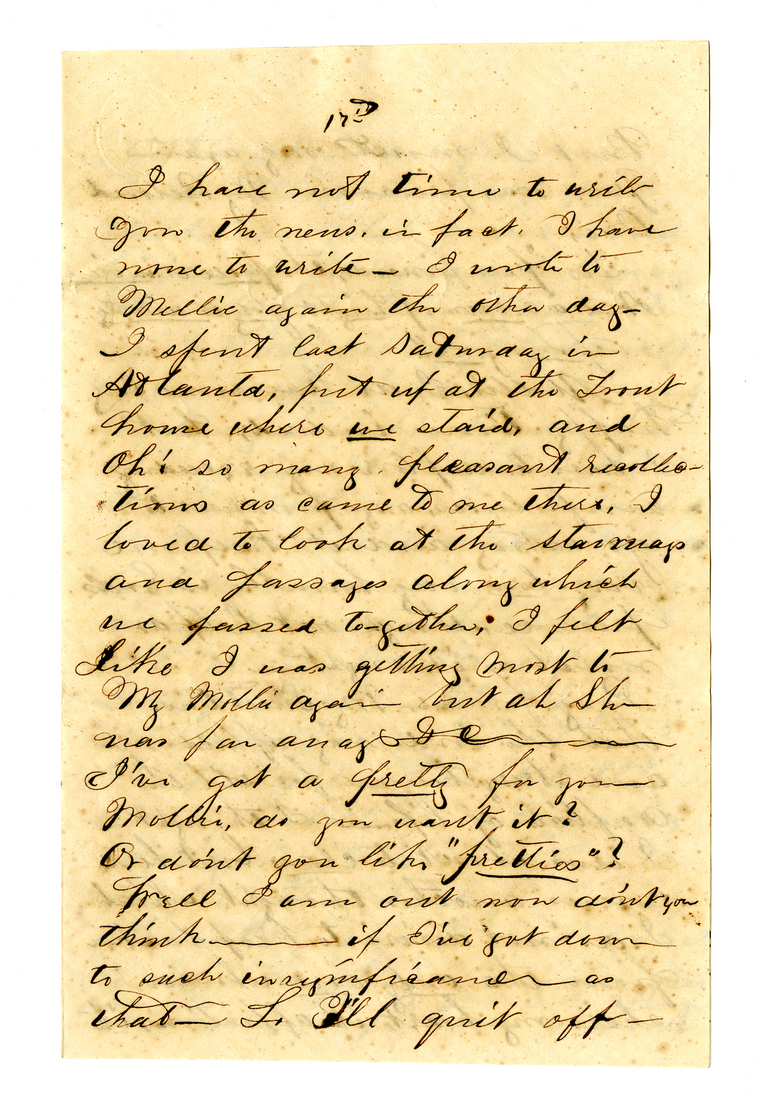 17th
I have not time to write
you the news, in fact, I have
none to write — I wrote to
Mellie again the other day —
I spent last Saturday in
Atlanta, put up at the Trout
house where we staid, and
Oh! so many pleasant recollec-
tions as came to me there, I
loved to look at the stairways
and passages along which
we passed together; I felt
like I was getting most to
My Mollie again but ah She
was far away
I've got a pretty for you
Mollie, do you want it?
Or don't you like "pretties"?
Well I am out now don't you
think — if I've got down
to such insignificance as
that — So I'll quit off —